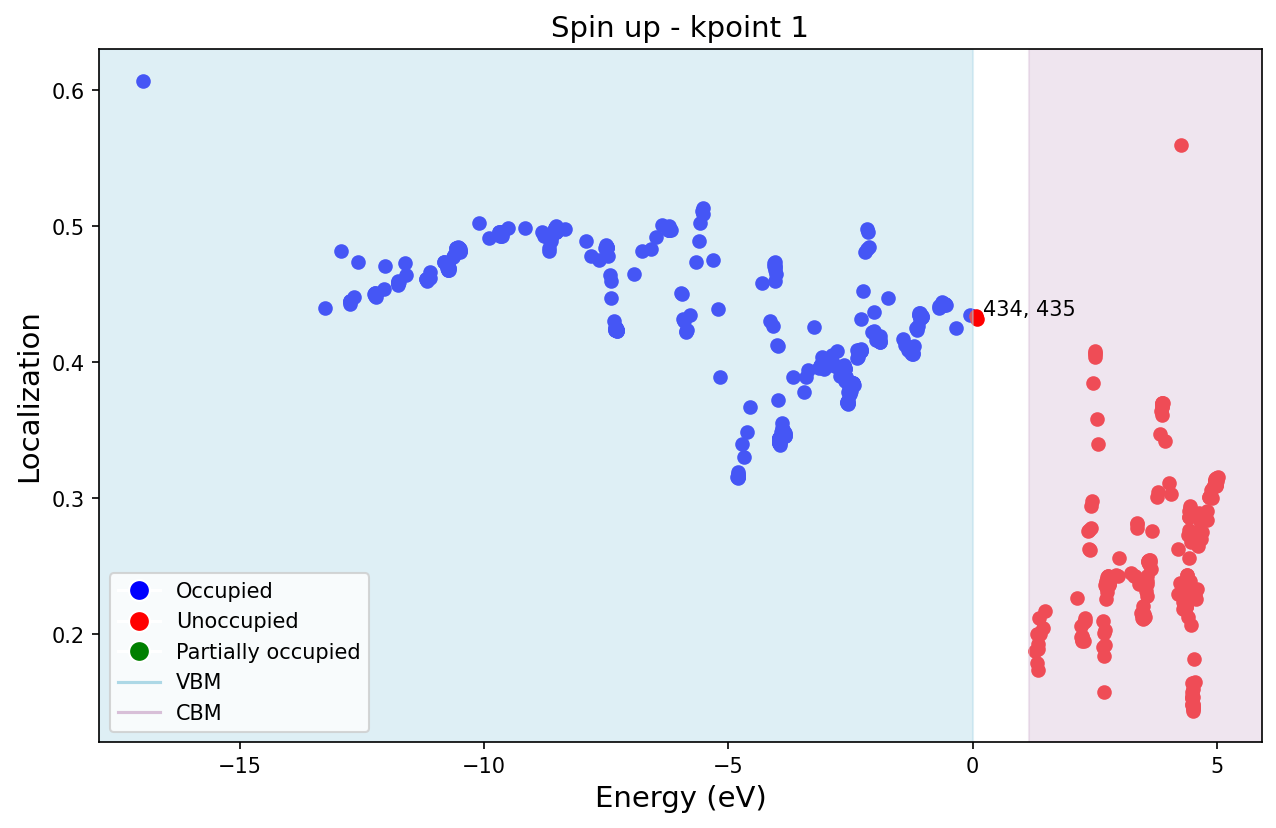 Spin up - kpoint 1
Localization
0.6
0.5
0.4
0.3
0.2
434, 435
Occupied
Unoccupied
Partially occupied
VBM
CBM
−15
−10
−5
0
5
Energy (eV)